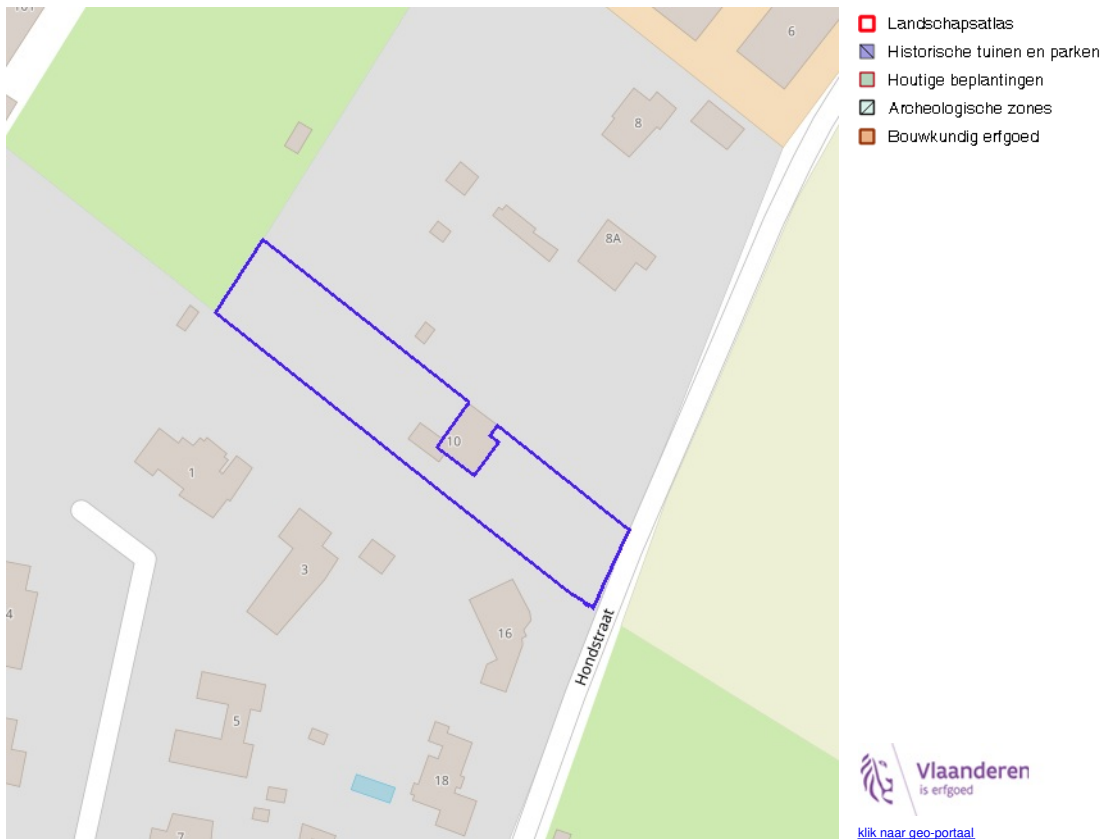 Landschapsatlas
Historische tuinen en parken
Houtige beplantingen
Archeologische zones
Bouwkundig erfgoed
6
8
8A
10
1
3
16
4
5
18
7
Hondstraat
Vlaanderen
is erfgoed
klik naar geo-portaal